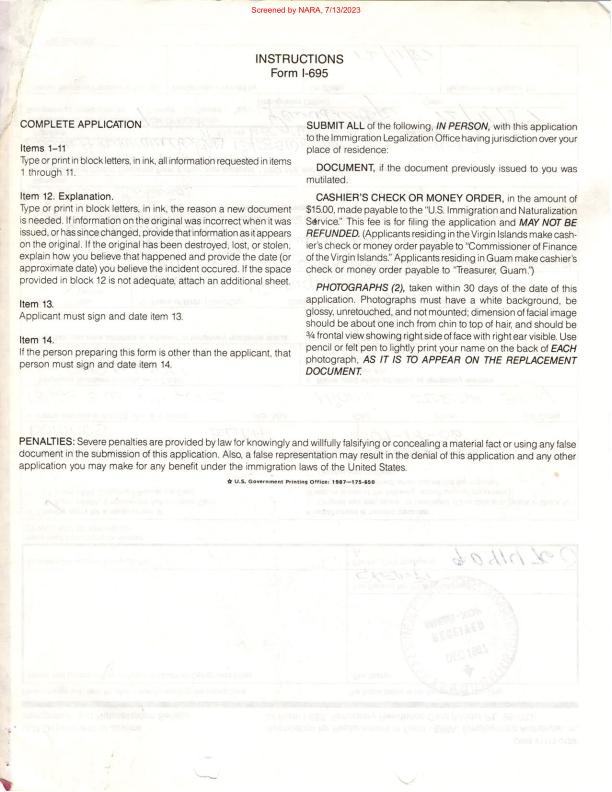 Screened by NARA, 7/13/2023
INSTRUCTIONS
Form I-695
COMPLETE APPLICATION
Items 1–11
Type or print in block letters, in ink, all information requested in items
1 through 11.
Item 12. Explanation.
Type or print in block letters, in ink, the reason a new document
is needed. If information on the original was incorrect when it was
issued, or has since changed, provide that information as it appears
on the original. If the original has been destroyed, lost, or stolen,
explain how you believe that happened and provide the date (or
approximate date) you believe the incident occured. If the space
provided in block 12 is not adequate, attach an additional sheet.
Item 13.
Applicant must sign and date item 13.
Item 14.
If the person preparing this form is other than the applicant, that
person must sign and date item 14.
SUBMIT ALL of the following, IN PERSON, with this application
to the Immigration Legalization Office having jurisdiction over your
place of residence:
DOCUMENT, if the document previously issued to you was
mutilated.
CASHIER'S CHECK OR MONEY ORDER, in the amount of
$15.00, made payable to the "U.S. Immigration and Naturalization
Service." This fee is for filing the application and MAY NOT BE
REFUNDED. (Applicants residing in the Virgin Islands make cash-
ier's check or money order payable to "Commissioner of Finance
of the Virgin Islands." Applicants residing in Guam make cashier's
check or money order payable to "Treasurer, Guam.")
PHOTOGRAPHS (2), taken within 30 days of the date of this
application. Photographs must have a white background, be
glossy, unretouched, and not mounted; dimension of facial image
should be about one inch from chin to top of hair, and should be
¾ frontal view showing right side of face with right ear visible. Use
pencil or felt pen to lightly print your name on the back of EACH
photograph, AS IT IS TO APPEAR ON THE REPLACEMENT
DOCUMENT.
PENALTIES: Severe penalties are provided by law for knowingly and willfully falsifying or concealing a material fact or using any false
document in the submission of this application. Also, a false representation may result in the denial of this application and any other
application you may make for any benefit under the immigration laws of the United States.
☆ U.S. Government Printing Office: 1987—175-650